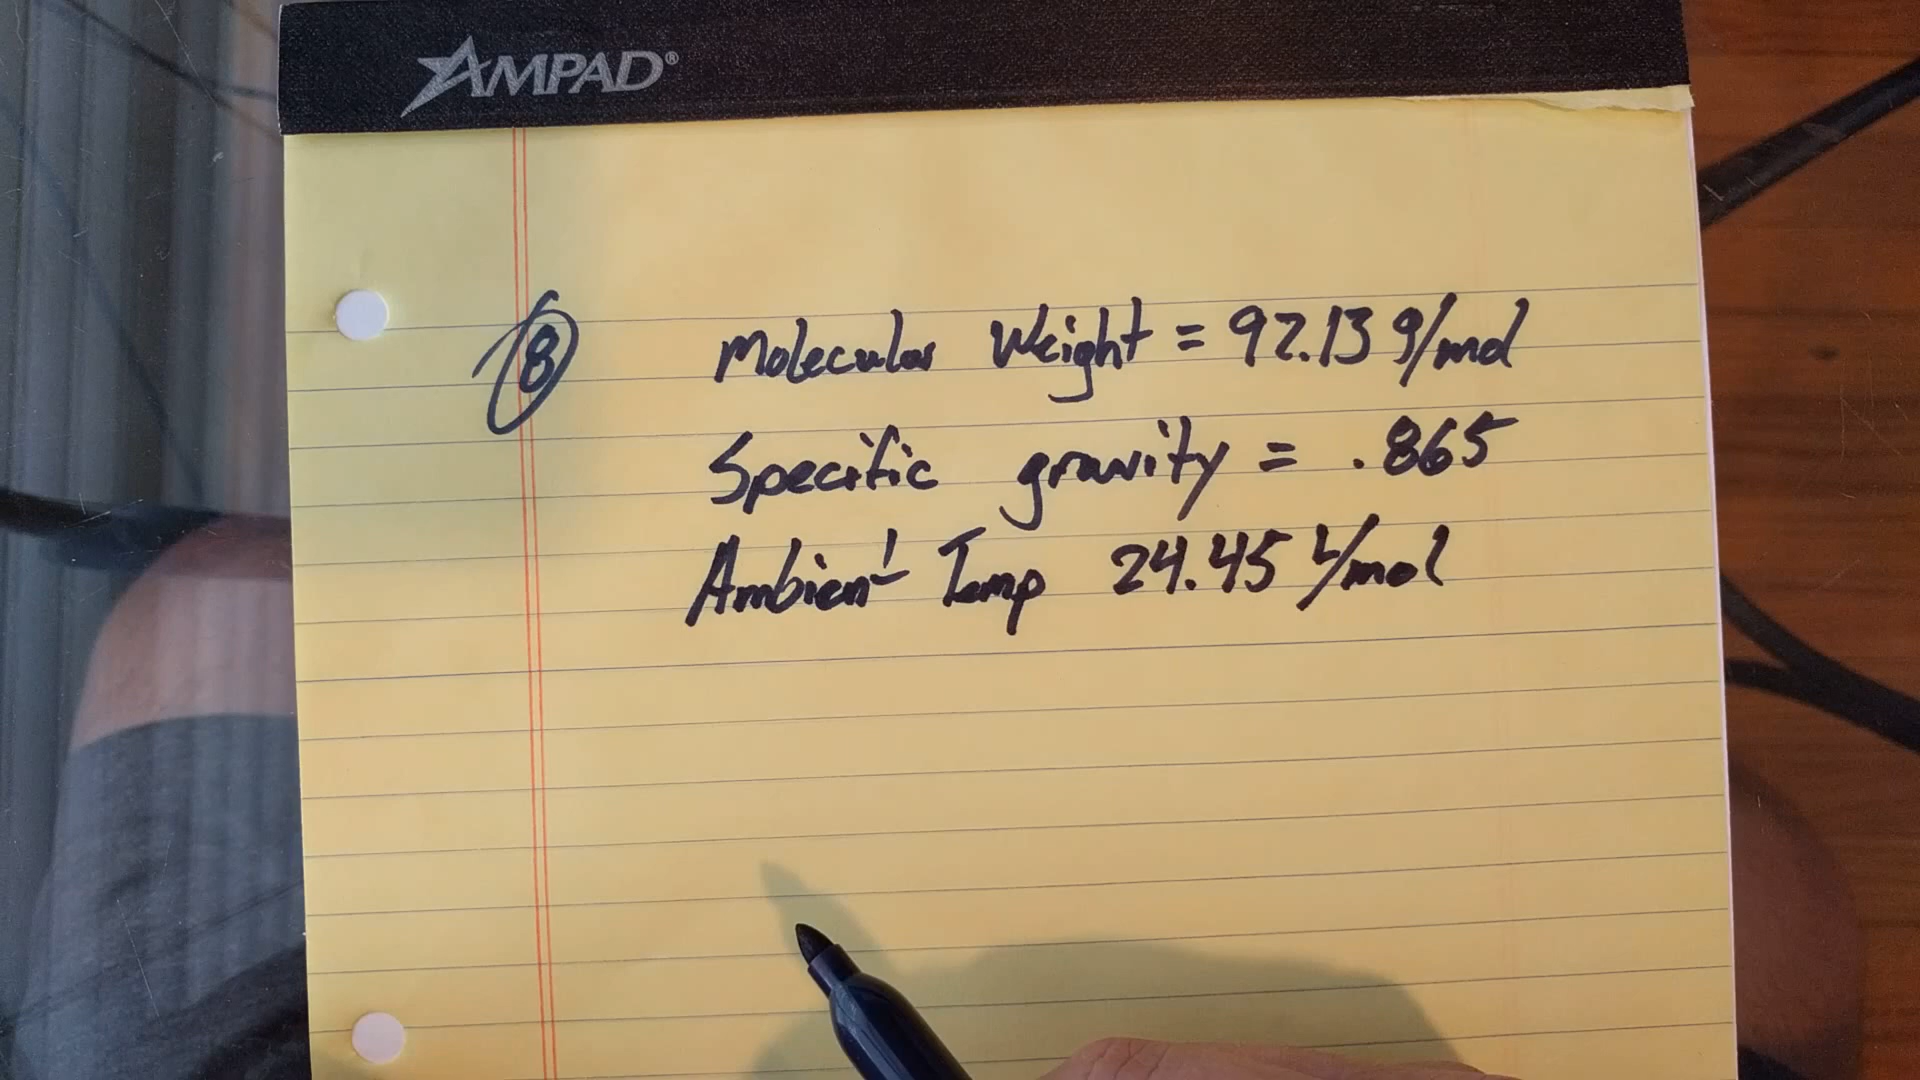 AMPAD®
8 Molecular Weight = 92.13 g/mol
Specific gravity = .865
Ambient Temp 24.45 L/mol